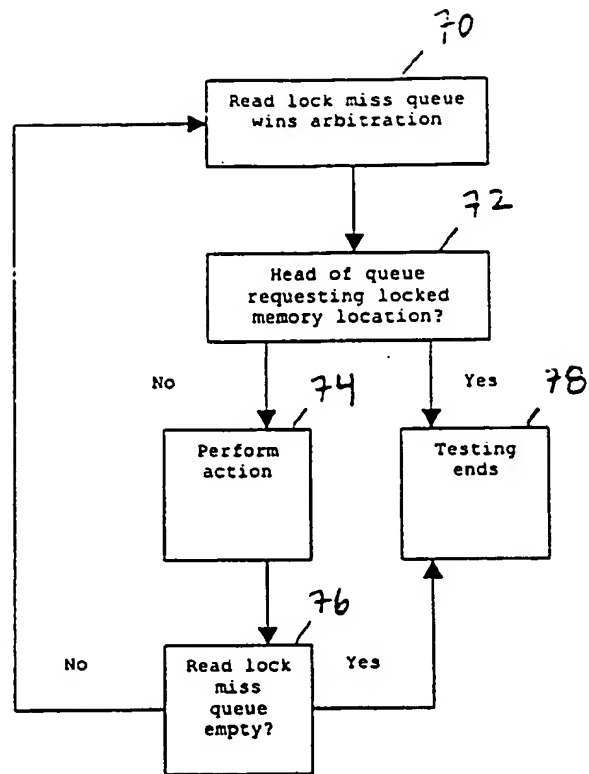 70
Read lock miss queue
wins arbitration
72
Head of queue
requesting locked
memory location?
No
74
Yes
78
Perform
action
Testing
ends
76
No
Read lock
miss
queue
empty?
Yes